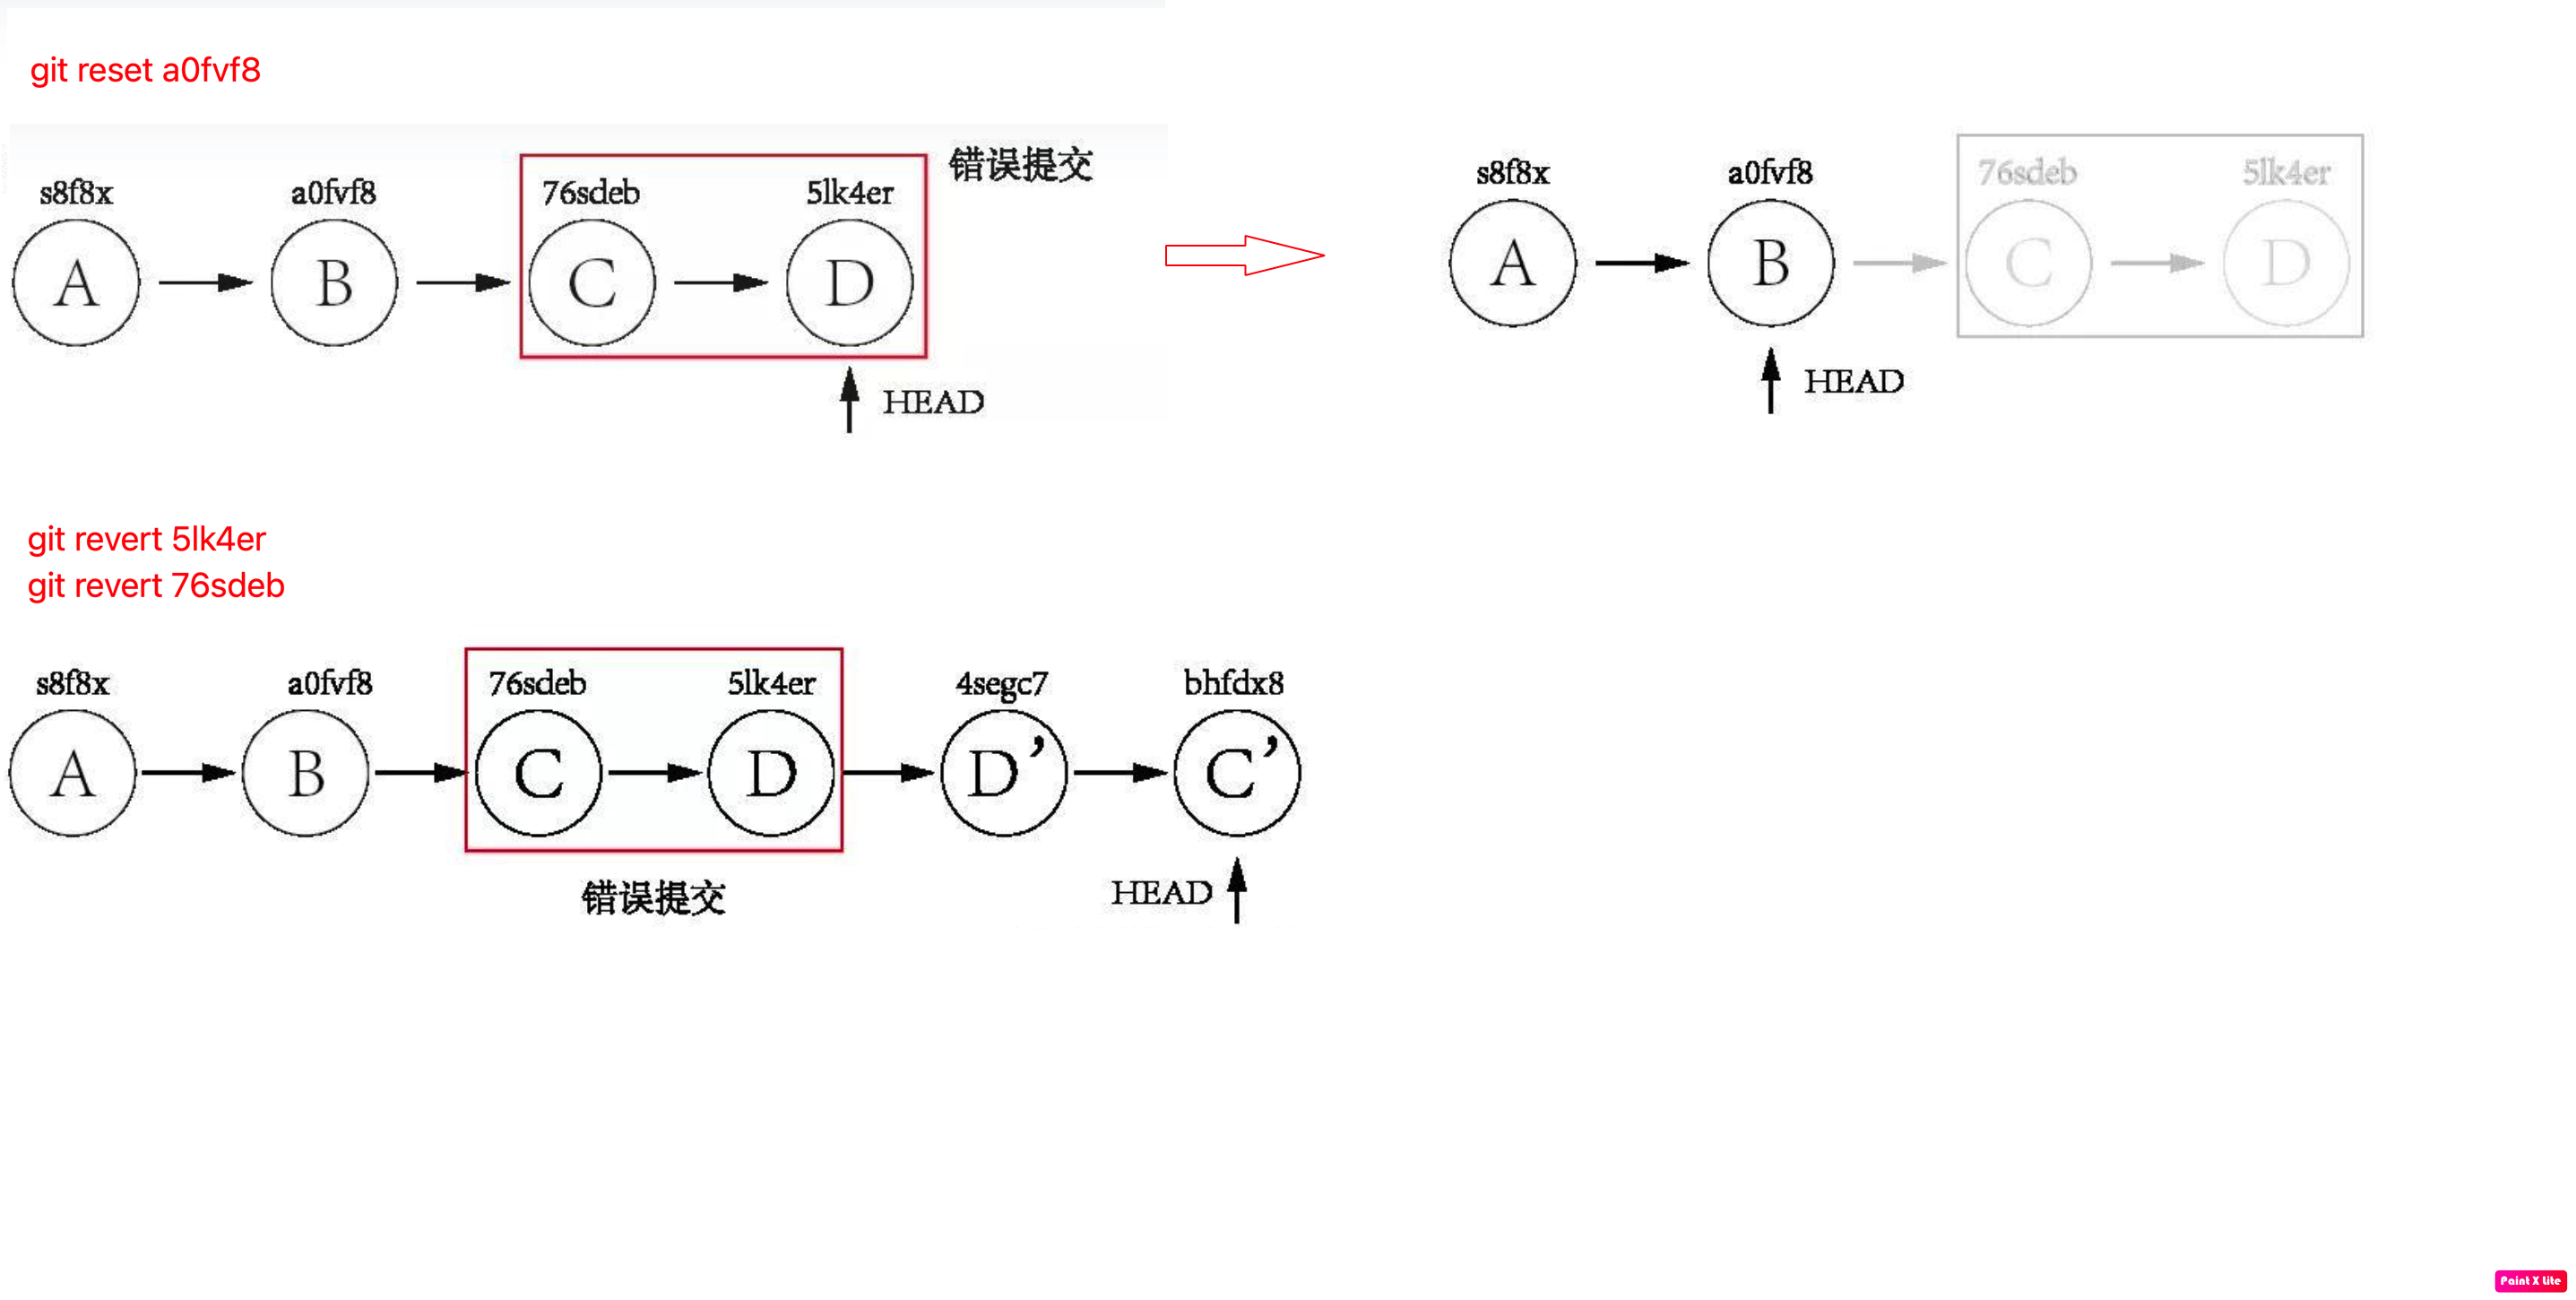 git reset a0fvf8
错误提交
s8f8x a0fvf8 76sdeb 5lk4er
A B C D
HEAD
s8f8x a0fvf8 76sdeb 5lk4er
A B C D
HEAD
git revert 5lk4er
git revert 76sdeb
s8f8x a0fvf8 76sdeb 5lk4er 4segc7 bhfdx8
A B C D D’ C’
错误提交
HEAD
Paint X Lite